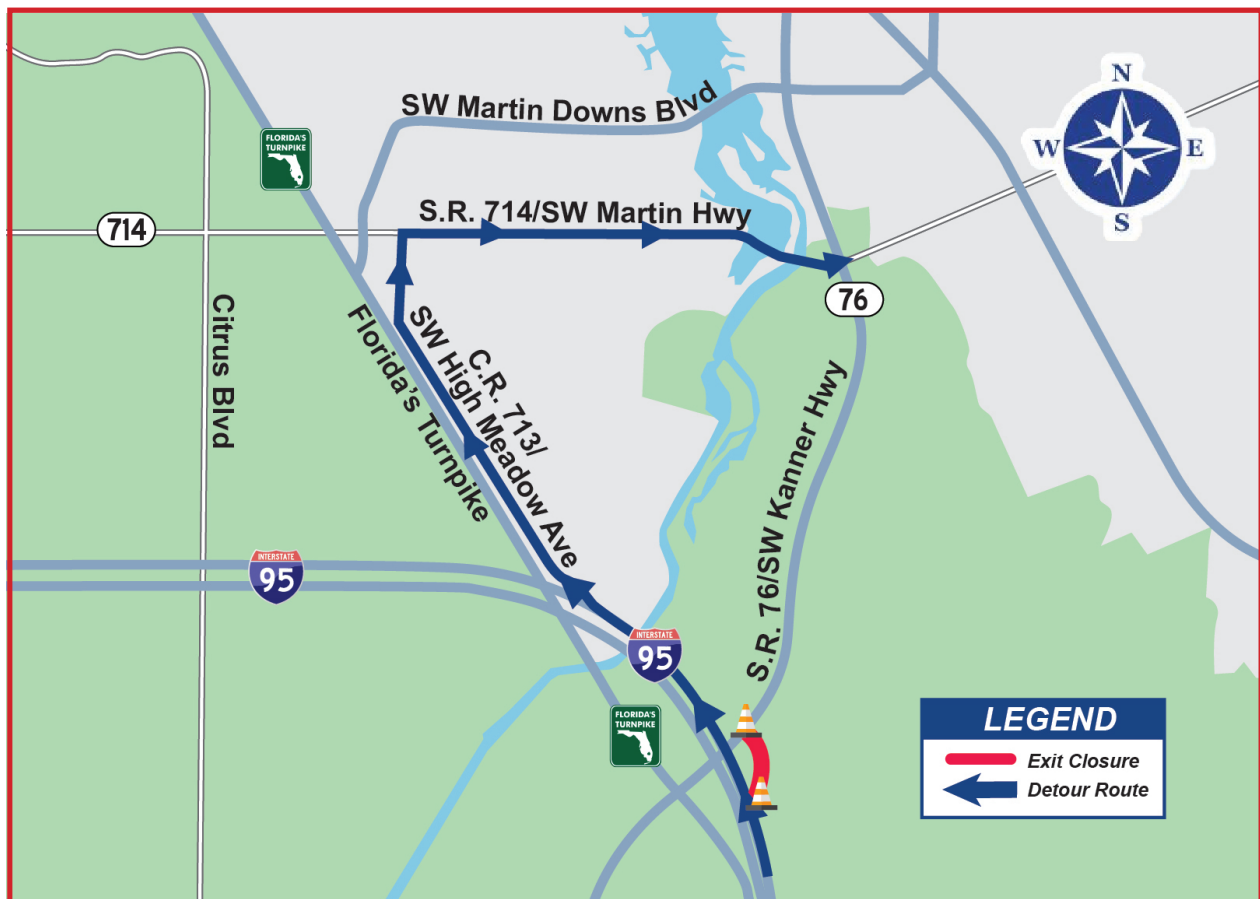 SW Martin Downs Blvd
N
W
E
S
FLORIDA'S
TURNPIKE
S.R. 714/SW Martin Hwy
714
76
Citrus Blvd
Florida's Turnpike
C.R. 713/
SW High Meadow Ave
S.R. 76/SW Kanner Hwy
INTERSTATE
95
INTERSTATE
95
FLORIDA'S
TURNPIKE
LEGEND
Exit Closure
Detour Route